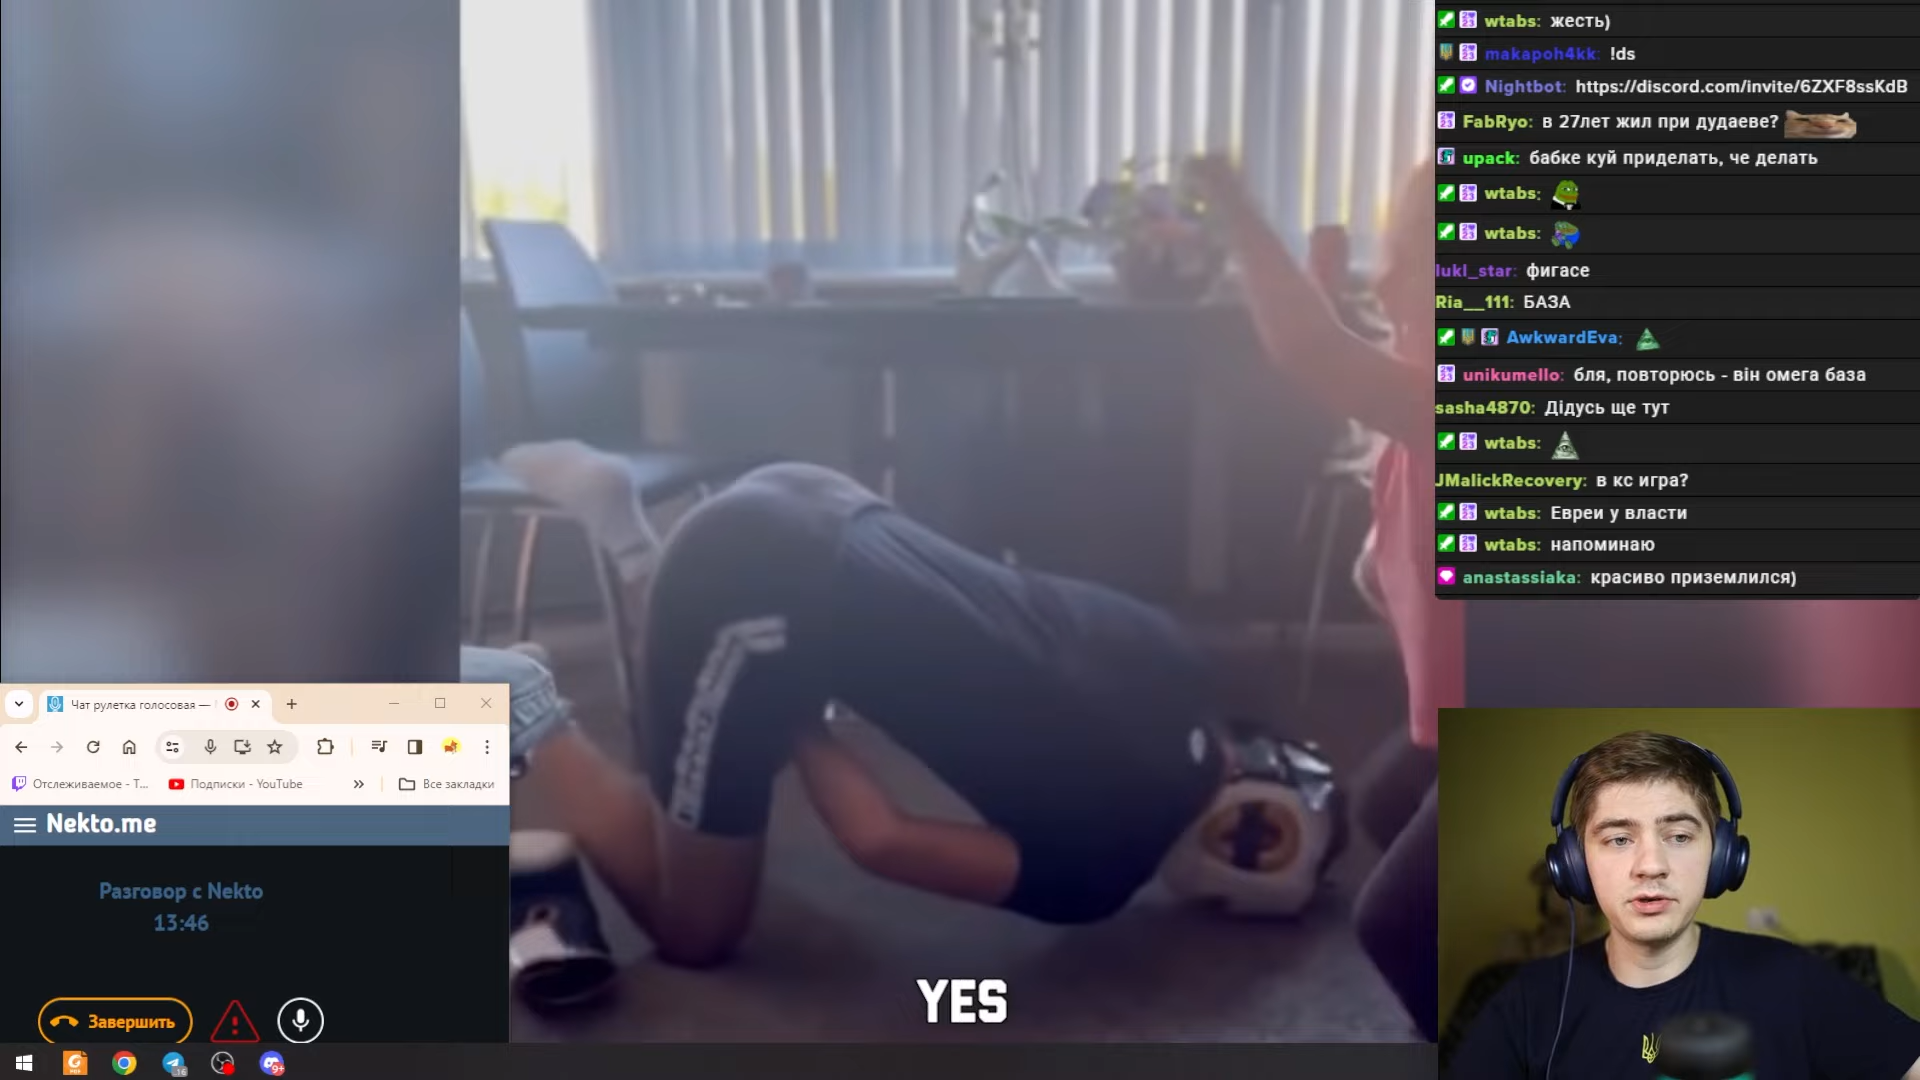 wtabs: жесть)
makapoh4kk: !ds
Nightbot: https://discord.com/invite/6ZXF8ssKdB
FabRyo: в 27лет жил при дудаеве?
upack: бабке куй приделать, че делать
wtabs:
wtabs:
lukl_star: фигасе
Ria__111: БАЗА
AwkwardEva:
unikumello: бля, повторюсь - він омега база
sasha4870: Дідусь ще тут
wtabs:
JMalickRecovery: в кс игра?
wtabs: Евреи у власти
wtabs: напоминаю
anastassiaka: красиво приземлился)
Чат рулетка голосовая —
Отслеживаемое - Т...
Подписки - YouTube
Все закладки
Nekto.me
Разговор с Nekto
13:46
Завершить
YES